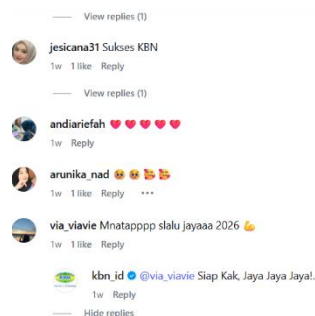 View replies (1)
jesicana31 Sukses KBN
1w 1 like Reply
View replies (1)
andiariefah 💗💗💗💗💗
1w Reply
arunika_nad 🥹🥹🥰🥰
1w 1 like Reply •••
via_viavie Mnatapppp slalu jayaaa 2026 💪
1w 1 like Reply
kbn_id @via_viavie Siap Kak, Jaya Jaya Jaya!.
1w Reply
Hide replies